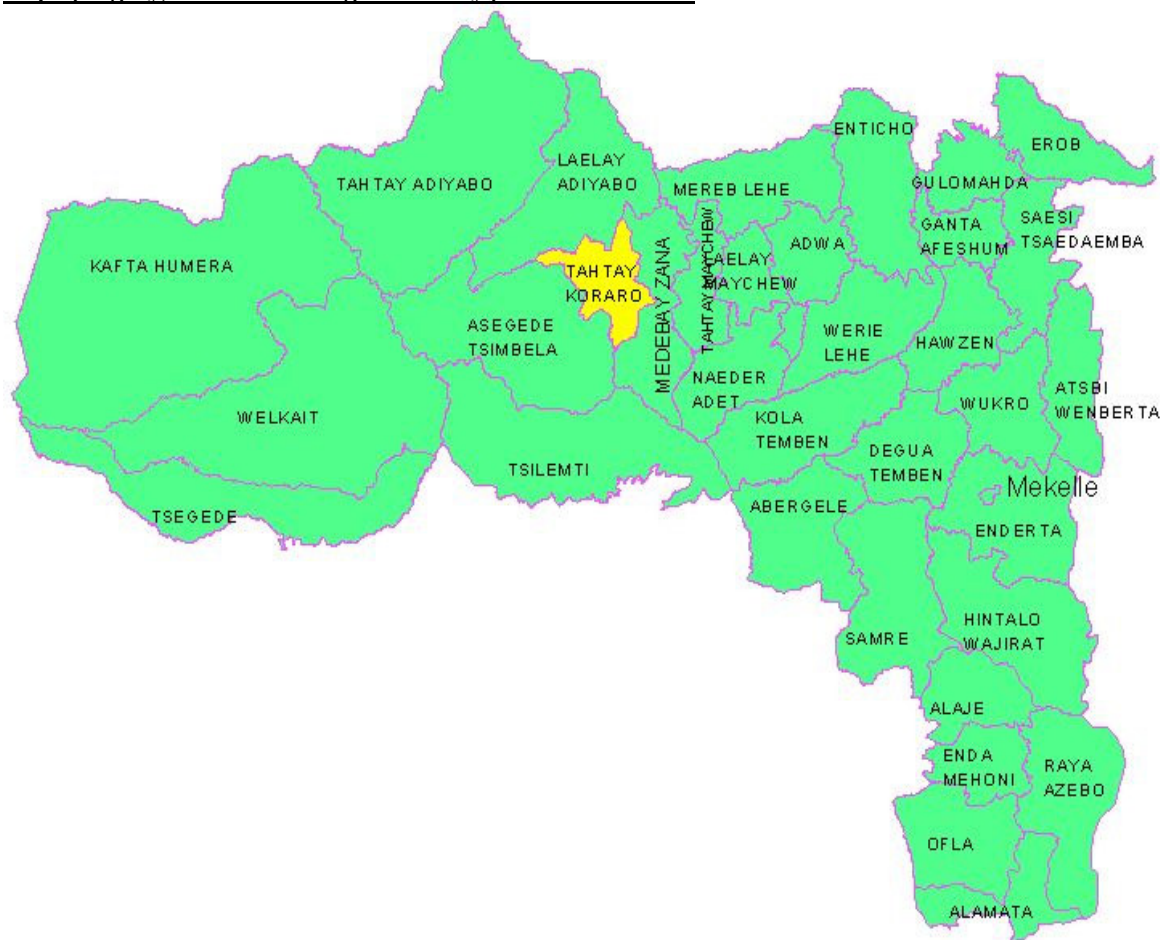 ENTICHO
EROB
LAELAY
ADIYABO
TAHTAY ADIYABO
MEREB LEHE
GULOMAHDA
TAHTAY MAYCHEW
GANTA
AFESHUM
SAESI
TSAEDAEMBA
ADWA
LAELAY
MAYCHEW
KAFTA HUMERA
TAHTAY
KORARO
MEDEBAY ZANA
ASEGEDE
TSIMBELA
WERIE
LEHE
HAWZEN
NAEDER
ADET
ATSBI
WENBERTA
WUKRO
WELKAIT
KOLA
TEMBEN
DEGUA
TEMBEN
TSILEMTI
Mekelle
ABERGELE
TSEGEDE
ENDERTA
HINTALO
WAJIRAT
SAMRE
ALAJE
ENDA
MEHONI
RAYA
AZEBO
OFLA
ALAMATA